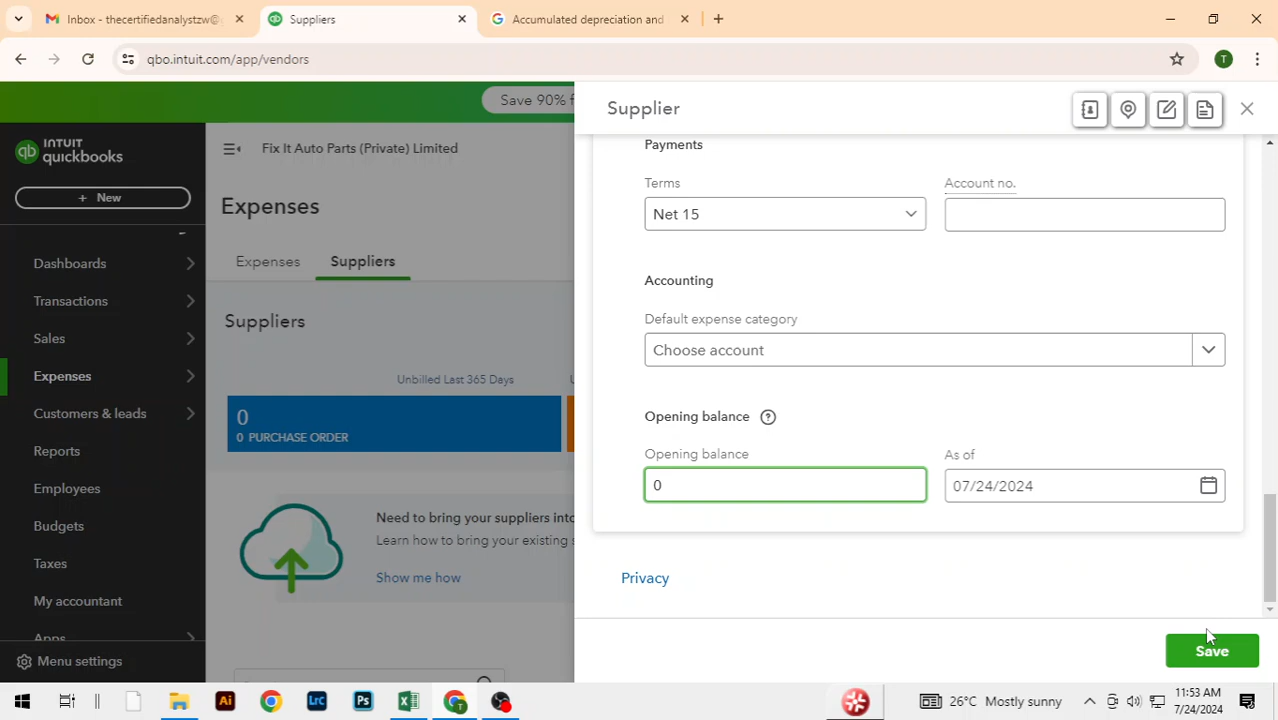 Inbox - thecertifiedanalystzw@
Suppliers
Accumulated depreciation and
qbo.intuit.com/app/vendors
T
Save 90% f
Supplier
INTUIT
quickbooks
Fix It Auto Parts (Private) Limited
+ New
Expenses
Expenses
Suppliers
Dashboards
Transactions
Sales
Expenses
Customers & leads
Reports
Employees
Budgets
Taxes
My accountant
Apps
Menu settings
Suppliers
Unbilled Last 365 Days
0
0 PURCHASE ORDER
Need to bring your suppliers into
Learn how to bring your existing s
Show me how
Payments
Terms
Account no.
Net 15
Accounting
Default expense category
Choose account
Opening balance ?
Opening balance
As of
0
07/24/2024
Privacy
Save
Ai
Lrc
Ps
T
26°C Mostly sunny
11:53 AM
7/24/2024